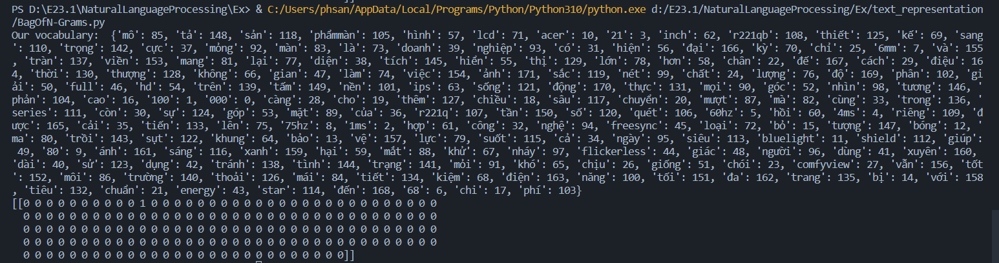 PS D:\E23.1\NaturalLanguageProcessing\Ex> & C:/Users/phsan/AppData/Local/Programs/Python/Python310/python.exe d:/E23.1/NaturalLanguageProcessing/Ex/text_representation
/BagOfN-Grams.py
Our vocabulary:  {'mô': 85, 'tả': 148, 'sản': 118, 'phẩmmàn': 105, 'hình': 57, 'lcd': 71, 'acer': 10, '21': 3, 'inch': 62, 'r221qb': 108, 'thiết': 125, 'kế': 69, 'sang
': 110, 'trọng': 142, 'cực': 37, 'mỏng': 92, 'màn': 83, 'là': 73, 'doanh': 39, 'nghiệp': 93, 'có': 31, 'hiện': 56, 'đại': 166, 'kỳ': 70, 'chỉ': 25, '6mm': 7, 'và': 155
, 'tràn': 137, 'viền': 153, 'mang': 81, 'lại': 77, 'diện': 38, 'tích': 145, 'hiển': 55, 'thị': 129, 'lớn': 78, 'hơn': 58, 'chân': 22, 'đế': 167, 'cách': 29, 'điệu': 16
4, 'thời': 130, 'thượng': 128, 'không': 66, 'gian': 47, 'làm': 74, 'việc': 154, 'ảnh': 171, 'sắc': 119, 'nét': 99, 'chất': 24, 'lượng': 76, 'độ': 169, 'phân': 102, 'gi
ải': 50, 'full': 46, 'hd': 54, 'trên': 139, 'tấm': 149, 'nền': 101, 'ips': 63, 'sống': 121, 'động': 170, 'thực': 131, 'mọi': 90, 'góc': 52, 'nhìn': 98, 'tương': 146, '
phản': 104, 'cao': 16, '100': 1, '000': 0, 'càng': 28, 'cho': 19, 'thêm': 127, 'chiều': 18, 'sâu': 117, 'chuyển': 20, 'mượt': 87, 'mà': 82, 'cùng': 33, 'trong': 136, '
series': 111, 'còn': 30, 'sự': 124, 'góp': 53, 'mặt': 89, 'của': 36, 'r221q': 107, 'tần': 150, 'số': 120, 'quét': 106, '60hz': 5, 'hồi': 60, '4ms': 4, 'riêng': 109, 'đ
ược': 165, 'cải': 35, 'tiến': 133, 'lên': 75, '75hz': 8, '1ms': 2, 'hợp': 61, 'công': 32, 'nghệ': 94, 'freesync': 45, 'loại': 72, 'bỏ': 15, 'tượng': 147, 'bóng': 12, '
ma': 80, 'trồi': 143, 'sụt': 122, 'khung': 64, 'bảo': 13, 'vệ': 157, 'lực': 79, 'suốt': 115, 'cả': 34, 'ngày': 95, 'siêu': 113, 'bluelight': 11, 'shield': 112, 'giúp':
 49, '80': 9, 'ánh': 161, 'sáng': 116, 'xanh': 159, 'hại': 59, 'mắt': 88, 'khử': 67, 'nháy': 97, 'flickerless': 44, 'giác': 48, 'người': 96, 'dùng': 41, 'xuyên': 160,
'dài': 40, 'sử': 123, 'dụng': 42, 'tránh': 138, 'tình': 144, 'trạng': 141, 'mỏi': 91, 'khó': 65, 'chịu': 26, 'giống': 51, 'chói': 23, 'comfyview': 27, 'vẫn': 156, 'tốt
': 152, 'môi': 86, 'trường': 140, 'thoải': 126, 'mái': 84, 'tiết': 134, 'kiệm': 68, 'điện': 163, 'năng': 100, 'tối': 151, 'đa': 162, 'trang': 135, 'bị': 14, 'với': 158
, 'tiêu': 132, 'chuẩn': 21, 'energy': 43, 'star': 114, 'đến': 168, '68': 6, 'chi': 17, 'phí': 103}
[[0 0 0 0 0 0 0 0 0 0 1 0 0 0 0 0 0 0 0 0 0 0 0 0 0 0 0 0 0 0 0 0 0 0 0 0
  0 0 0 0 0 0 0 0 0 0 0 0 0 0 0 0 0 0 0 0 0 0 0 0 0 0 0 0 0 0 0 0 0 0 0 0
  0 0 0 0 0 0 0 0 0 0 0 0 0 0 0 0 0 0 0 0 0 0 0 0 0 0 0 0 0 0 0 0 0 0 0 0
  0 0 0 0 0 0 0 0 0 0 0 0 0 0 0 0 0 0 0 0 0 0 0 0 0 0 0 0 0 0 0 0 0 0 0 0
  0 0 0 0 0 0 0 0 0 0 0 0 0 0 0 0 0 0 0 0 0 0 0 0 0 0 0 0]]